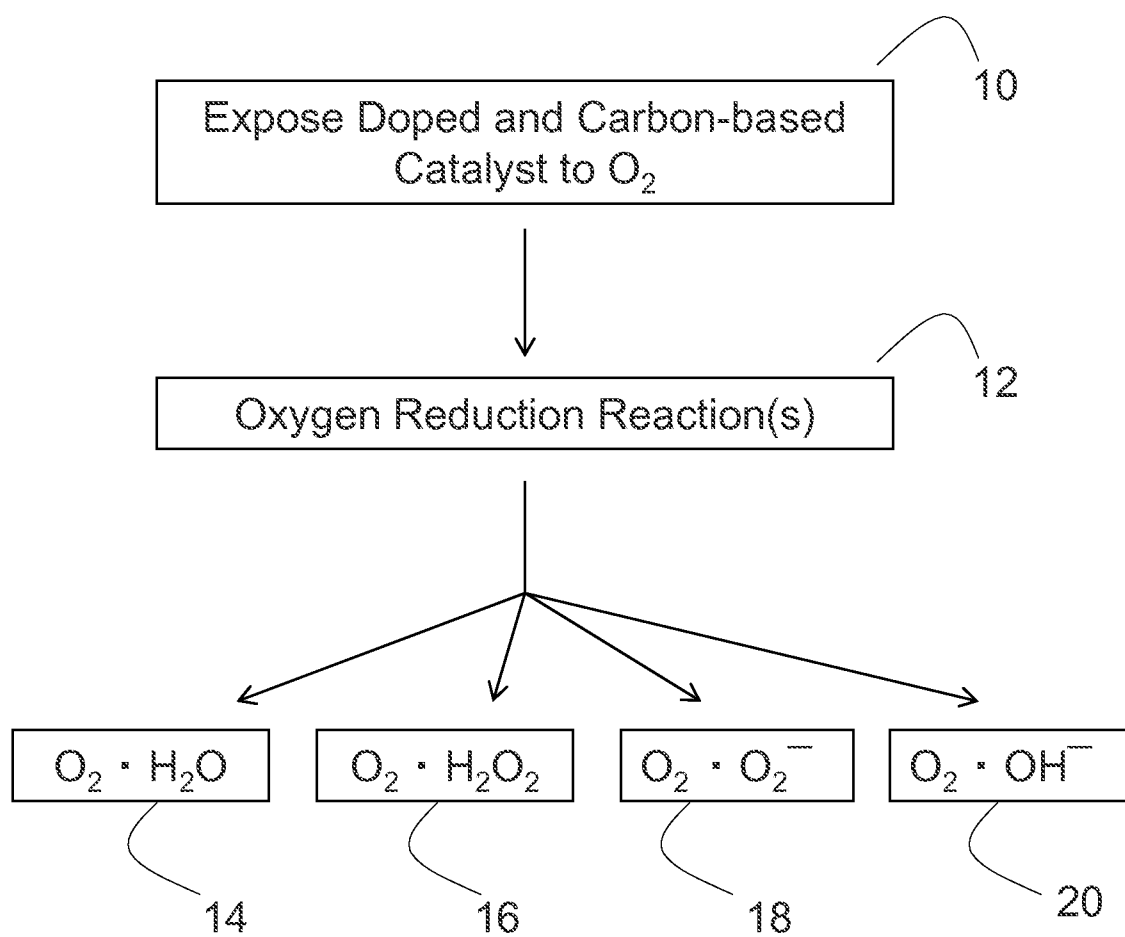 10
Expose Doped and Carbon-based
Catalyst to O₂
12
Oxygen Reduction Reaction(s)
O₂ · H₂O
O₂ · H₂O₂
O₂ · O₂⁻
O₂ · OH⁻
14
16
18
20